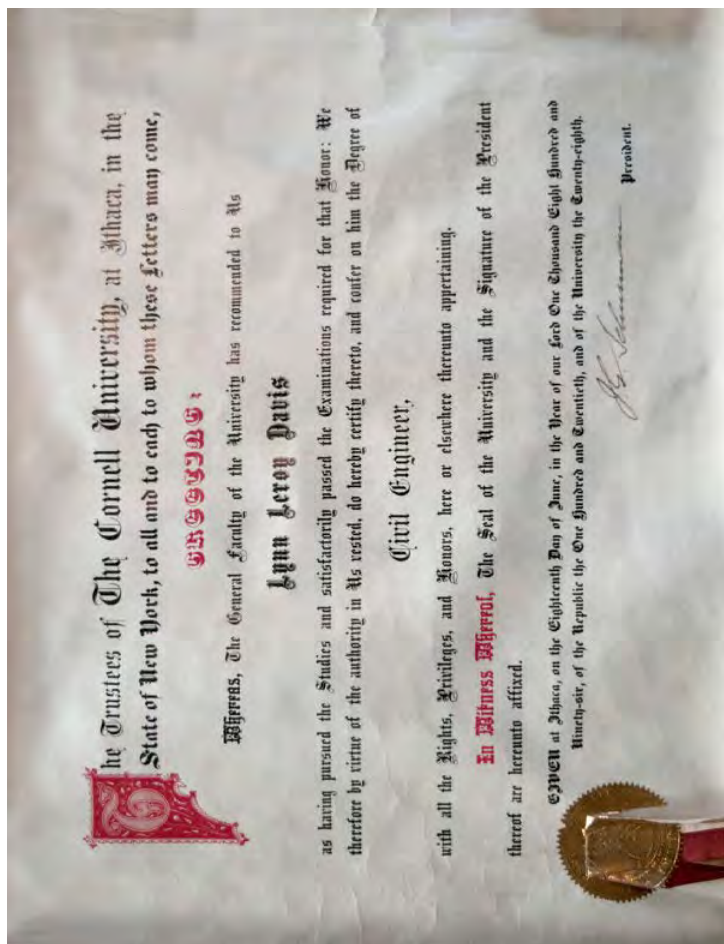 The Trustees of The Cornell University, at Ithaca, in the
State of New York, to all and to each to whom these Letters may come,
GREETING:
Whereas, The General Faculty of the University has recommended to Us
Lynn Leroy Davis
as having pursued the Studies and satisfactorily passed the Examinations required for that Honor: We
therefore by virtue of the authority in Us vested, do hereby certify thereto, and confer on him the Degree of
Civil Engineer,
with all the Rights, Privileges, and Honors, here or elsewhere thereunto appertaining.
In Witness Whereof, The Seal of the University and the Signature of the President
thereof are hereunto affixed.
GIVEN at Ithaca, on the Eighteenth Day of June, in the Year of our Lord One Thousand Eight Hundred and
Ninety-six, of the Republic the One Hundred and Twentieth, and of the University the Twenty-eighth.
J. G. Schurman
President.